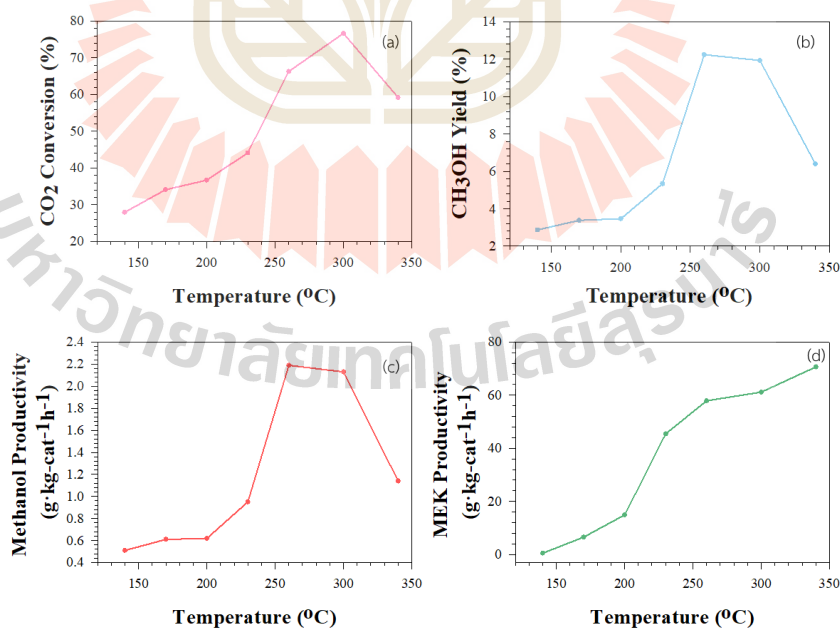 (a)
CO2 Conversion (%)
80
70
60
50
40
30
20
150 200 250 300 350
Temperature (ºC)
(b)
CH3OH Yield (%)
14
12
10
8
6
4
2
150 200 250 300 350
Temperature (ºC)
มหาวิทยาลัยเทคโนโลยีสุรนารี
(c)
Methanol Productivity
(g·kg-cat-1h-1)
2.4
2.2
2.0
1.8
1.6
1.4
1.2
1.0
0.8
0.6
0.4
150 200 250 300 350
Temperature (ºC)
(d)
MEK Productivity
(g·kg-cat-1h-1)
80
60
40
20
0
150 200 250 300 350
Temperature (ºC)